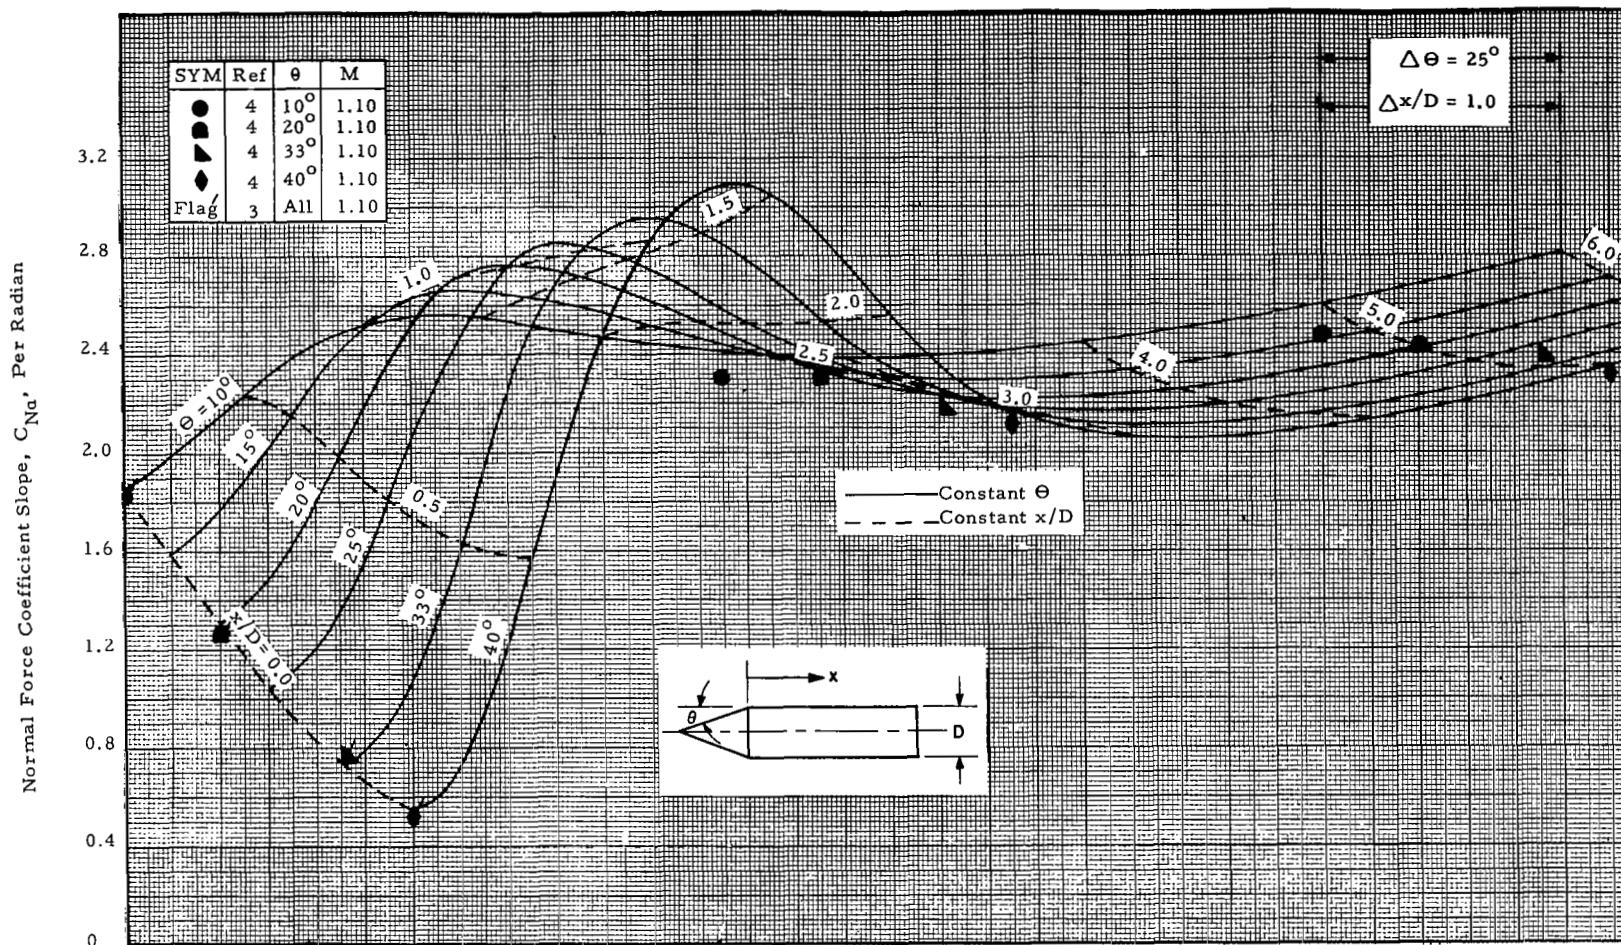 SYM Ref θ M
4 10° 1.10
4 20° 1.10
4 33° 1.10
4 40° 1.10
Flag 3 All 1.10
ΔΘ = 25°
Δx/D = 1.0
Normal Force Coefficient Slope, C_Nα, Per Radian
3.2
2.8
2.4
2.0
1.6
1.2
0.8
0.4
0
Θ = 10°
15°
20°
25°
33°
40°
x/D = 0.0
0.5
1.0
1.5
2.0
2.5
3.0
4.0
5.0
6.0
Constant Θ
Constant x/D
x
θ
D